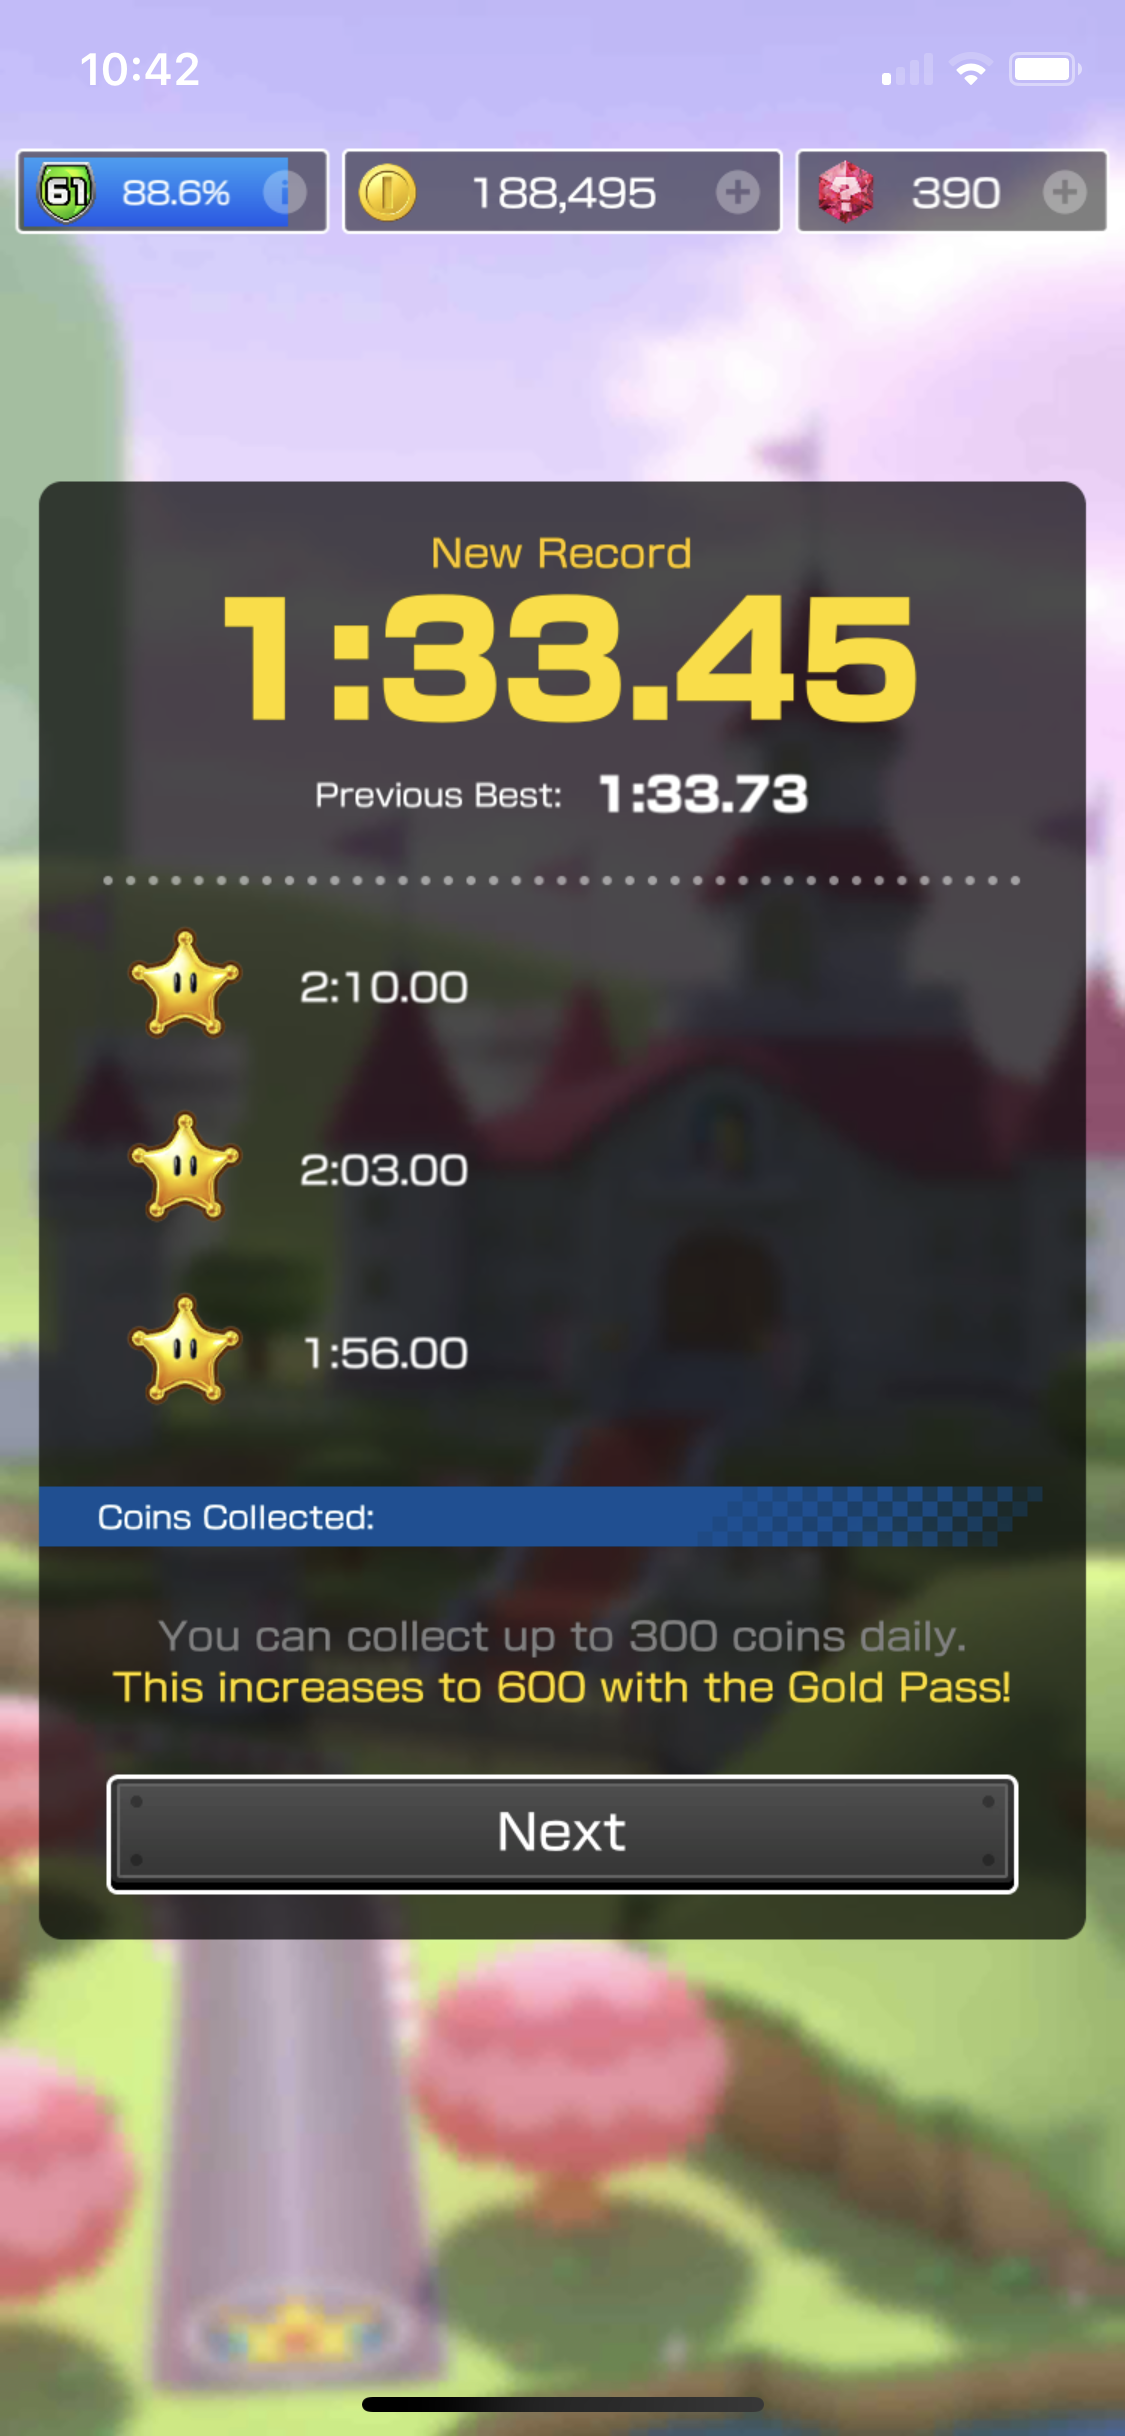 10:42
61 88.6% i 188,495 + ? 390 +
New Record
1:33.45
Previous Best: 1:33.73
2:10.00
2:03.00
1:56.00
Coins Collected:
You can collect up to 300 coins daily.
This increases to 600 with the Gold Pass!
Next